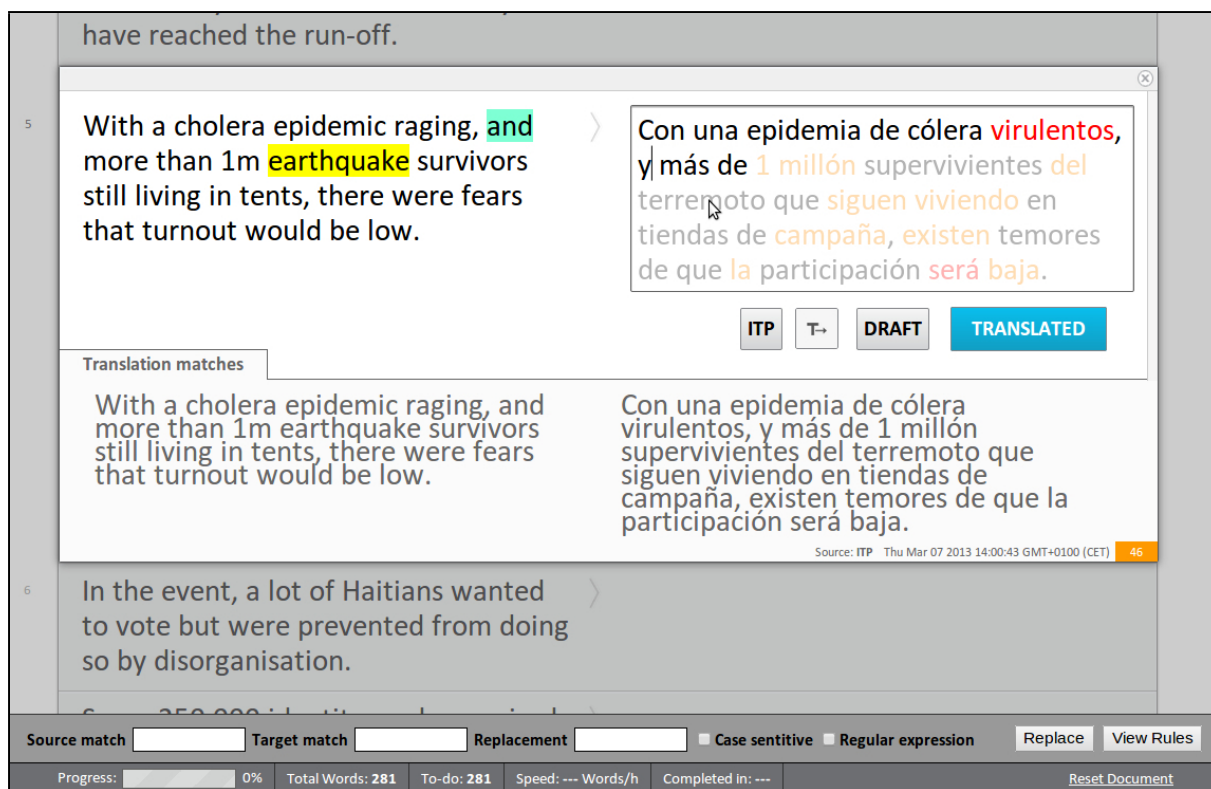 have reached the run-off.
5
With a cholera epidemic raging, and
more than 1m earthquake survivors
still living in tents, there were fears
that turnout would be low.
Con una epidemia de cólera virulentos,
y más de 1 millón supervivientes del
terremoto que siguen viviendo en
tiendas de campaña, existen temores
de que la participación será baja.
ITP T→ DRAFT TRANSLATED
Translation matches
With a cholera epidemic raging, and
more than 1m earthquake survivors
still living in tents, there were fears
that turnout would be low.
Con una epidemia de cólera
virulentos, y más de 1 millón
supervivientes del terremoto que
siguen viviendo en tiendas de
campaña, existen temores de que la
participación será baja.
Source: ITP Thu Mar 07 2013 14:00:43 GMT+0100 (CET) 46
6
In the event, a lot of Haitians wanted
to vote but were prevented from doing
so by disorganisation.
Source match Target match Replacement Case sentitive Regular expression Replace View Rules
Progress: 0% Total Words: 281 To-do: 281 Speed: --- Words/h Completed in: --- Reset Document